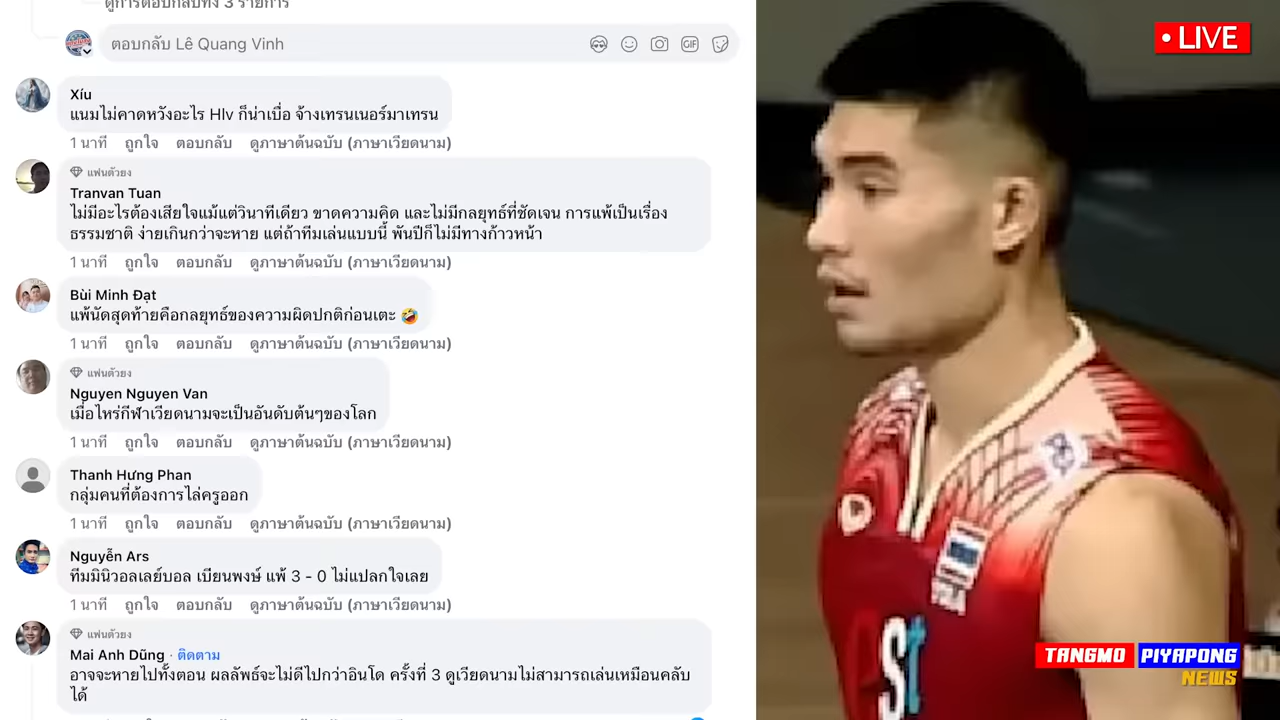 ดูการตอบกลับทั้ง 3 รายการ
ตอบกลับ Lê Quang Vinh
GIF
Xíu
แนมไม่คาดหวังอะไร Hlv ก็น่าเบื่อ จ้างเทรนเนอร์มาเทรน
1 นาที ถูกใจ ตอบกลับ ดูภาษาต้นฉบับ (ภาษาเวียดนาม)
แฟนตัวยง
Tranvan Tuan
ไม่มีอะไรต้องเสียใจแม้แต่วินาทีเดียว ขาดความคิด และไม่มีกลยุทธ์ที่ชัดเจน การแพ้เป็นเรื่อง
ธรรมชาติ ง่ายเกินกว่าจะพาย แต่ถ้าทีมเล่นแบบนี้ พันปีก็ไม่มีทางก้าวหน้า
1 นาที ถูกใจ ตอบกลับ ดูภาษาต้นฉบับ (ภาษาเวียดนาม)
Bùi Minh Đạt
แพ้นัดสุดท้ายคือกลยุทธ์ของความผิดปกติก่อนเตะ 🤣
1 นาที ถูกใจ ตอบกลับ ดูภาษาต้นฉบับ (ภาษาเวียดนาม)
แฟนตัวยง
Nguyen Nguyen Van
เมื่อไหร่กีฬาเวียดนามจะเป็นอันดับต้นๆของโลก
1 นาที ถูกใจ ตอบกลับ ดูภาษาต้นฉบับ (ภาษาเวียดนาม)
Thanh Hưng Phan
กลุ่มคนที่ต้องการไล่ครูออก
1 นาที ถูกใจ ตอบกลับ ดูภาษาต้นฉบับ (ภาษาเวียดนาม)
Nguyễn Ars
ทีมมินิวอลเลย์บอล เบียนพงษ์ แพ้ 3 - 0 ไม่แปลกใจเลย
1 นาที ถูกใจ ตอบกลับ ดูภาษาต้นฉบับ (ภาษาเวียดนาม)
แฟนตัวยง
Mai Anh Dũng · ติดตาม
อาจจะหายไปทั้งตอน ผลลัพธ์จะไม่ดีไปกว่าอินโด ครั้งที่ 3 ดูเวียดนามไม่สามารถเล่นเหมือนคลับ
ได้
• LIVE
st
TANGMO PIYAPONG
NEWS